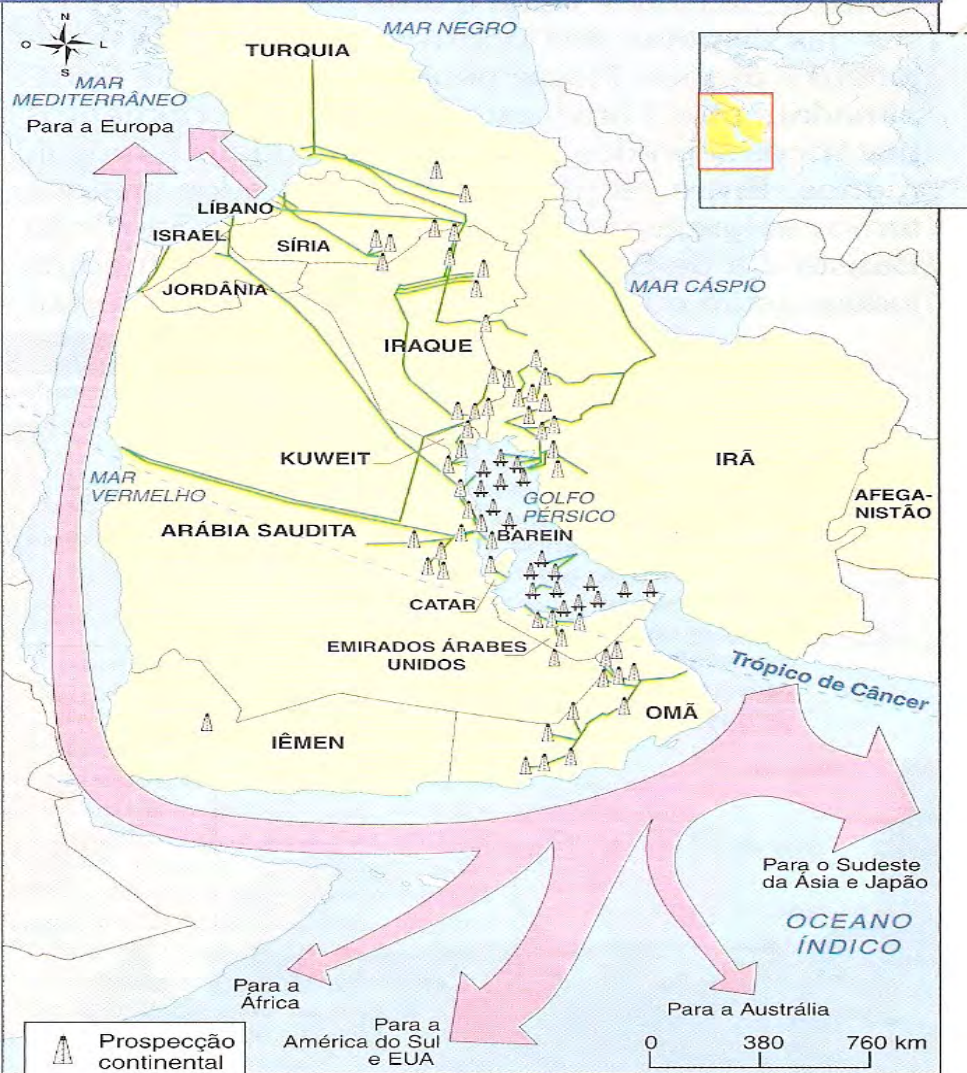 N
O
L
S
MAR NEGRO
TURQUIA
MAR
MEDITERRÂNEO
Para a Europa
LÍBANO
ISRAEL
SÍRIA
JORDÂNIA
MAR CÁSPIO
IRAQUE
KUWEIT
IRÃ
MAR
VERMELHO
GOLFO
PÉRSICO
AFEGA-
NISTÃO
ARÁBIA SAUDITA
BAREIN
CATAR
EMIRADOS ÁRABES
UNIDOS
Trópico de Câncer
OMÃ
IÊMEN
Para o Sudeste
da Ásia e Japão
OCEANO
ÍNDICO
Para a
África
Para a Austrália
Para a
América do Sul
e EUA
0 380 760 km
Prospecção
continental